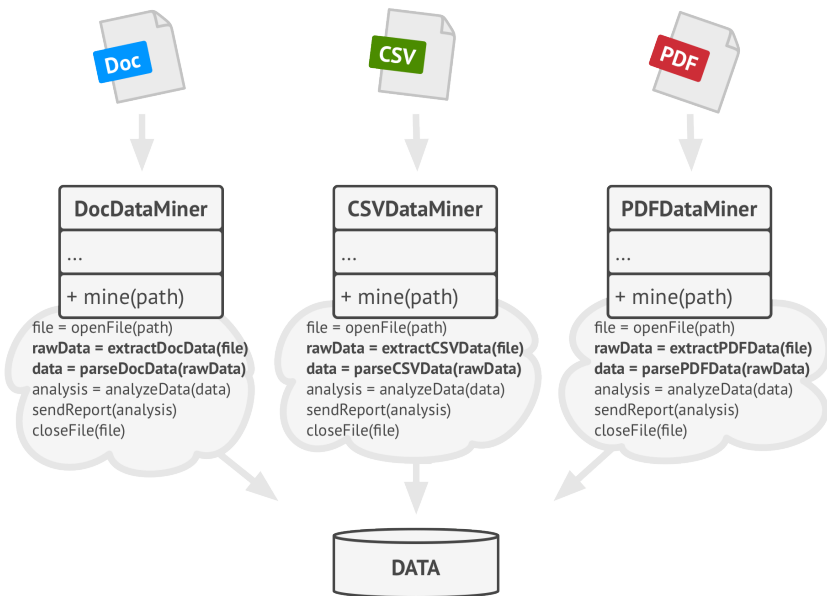 Doc
CSV
PDF
DocDataMiner
...
+ mine(path)
file = openFile(path)
rawData = extractDocData(file)
data = parseDocData(rawData)
analysis = analyzeData(data)
sendReport(analysis)
closeFile(file)
CSVDataMiner
...
+ mine(path)
file = openFile(path)
rawData = extractCSVData(file)
data = parseCSVData(rawData)
analysis = analyzeData(data)
sendReport(analysis)
closeFile(file)
PDFDataMiner
...
+ mine(path)
file = openFile(path)
rawData = extractPDFData(file)
data = parsePDFData(rawData)
analysis = analyzeData(data)
sendReport(analysis)
closeFile(file)
DATA